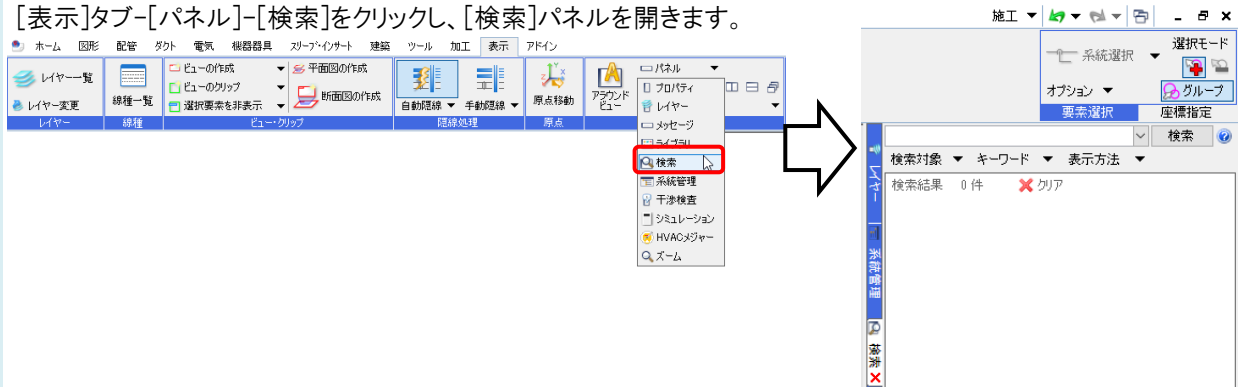 [表示]タブ-[パネル]-[検索]をクリックし、[検索]パネルを開きます。
ホーム 図形 配管 ダクト 電気 機器器具 スリーブ・インサート 建築 ツール 加工 表示 アドイン
レイヤー一覧
レイヤー変更
レイヤー
線種一覧
線種
ビューの作成
ビューのクリップ
選択要素を非表示
平面図の作成
断面図の作成
ビュー・クリップ
自動隠線
手動隠線
隠線処理
原点移動
原点
アラウンド
ビュー
パネル
プロパティ
レイヤー
メッセージ
ライブラリ
検索
系統管理
干渉検査
シミュレーション
HVACメジャー
ズーム
施工
系統選択
オプション
要素選択
選択モード
グループ
座標指定
検索
検索対象 キーワード 表示方法
検索結果 0 件 クリア
レイヤー
系統管理
検索